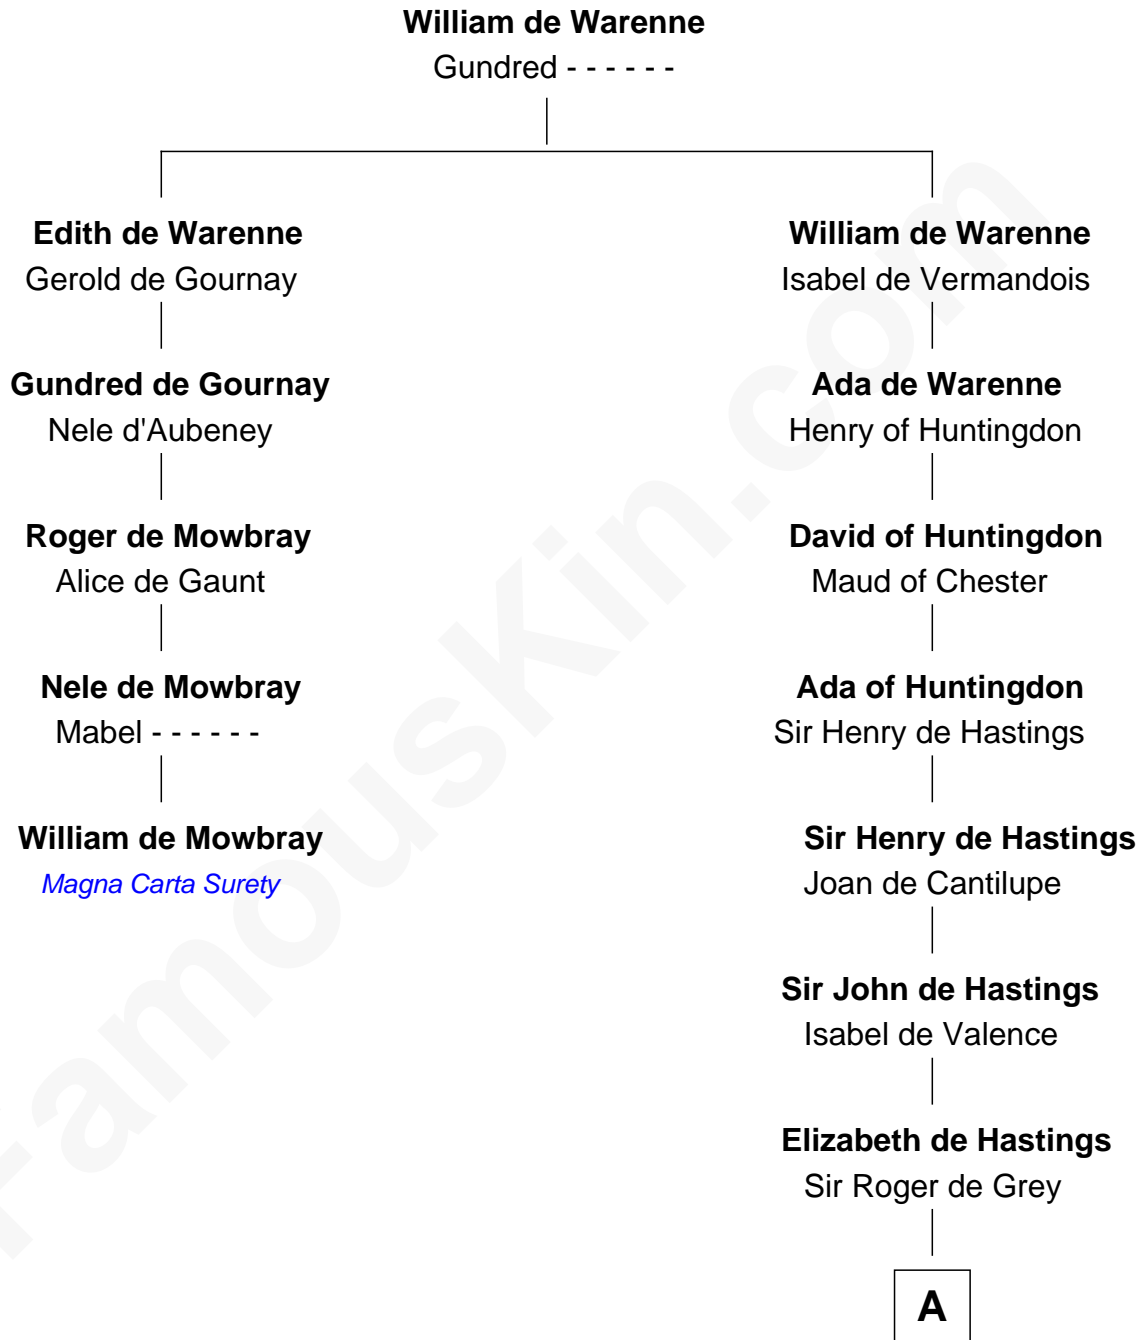 William de Warenne
Gundred - - - - - -
Edith de Warenne
Gerold de Gournay
Gundred de Gournay
Nele d'Aubeney
Roger de Mowbray
Alice de Gaunt
Nele de Mowbray
Mabel - - - - - -
William de Mowbray
Magna Carta Surety
William de Warenne
Isabel de Vermandois
Ada de Warenne
Henry of Huntingdon
David of Huntingdon
Maud of Chester
Ada of Huntingdon
Sir Henry de Hastings
Sir Henry de Hastings
Joan de Cantilupe
Sir John de Hastings
Isabel de Valence
Elizabeth de Hastings
Sir Roger de Grey
A
FamousKin.com